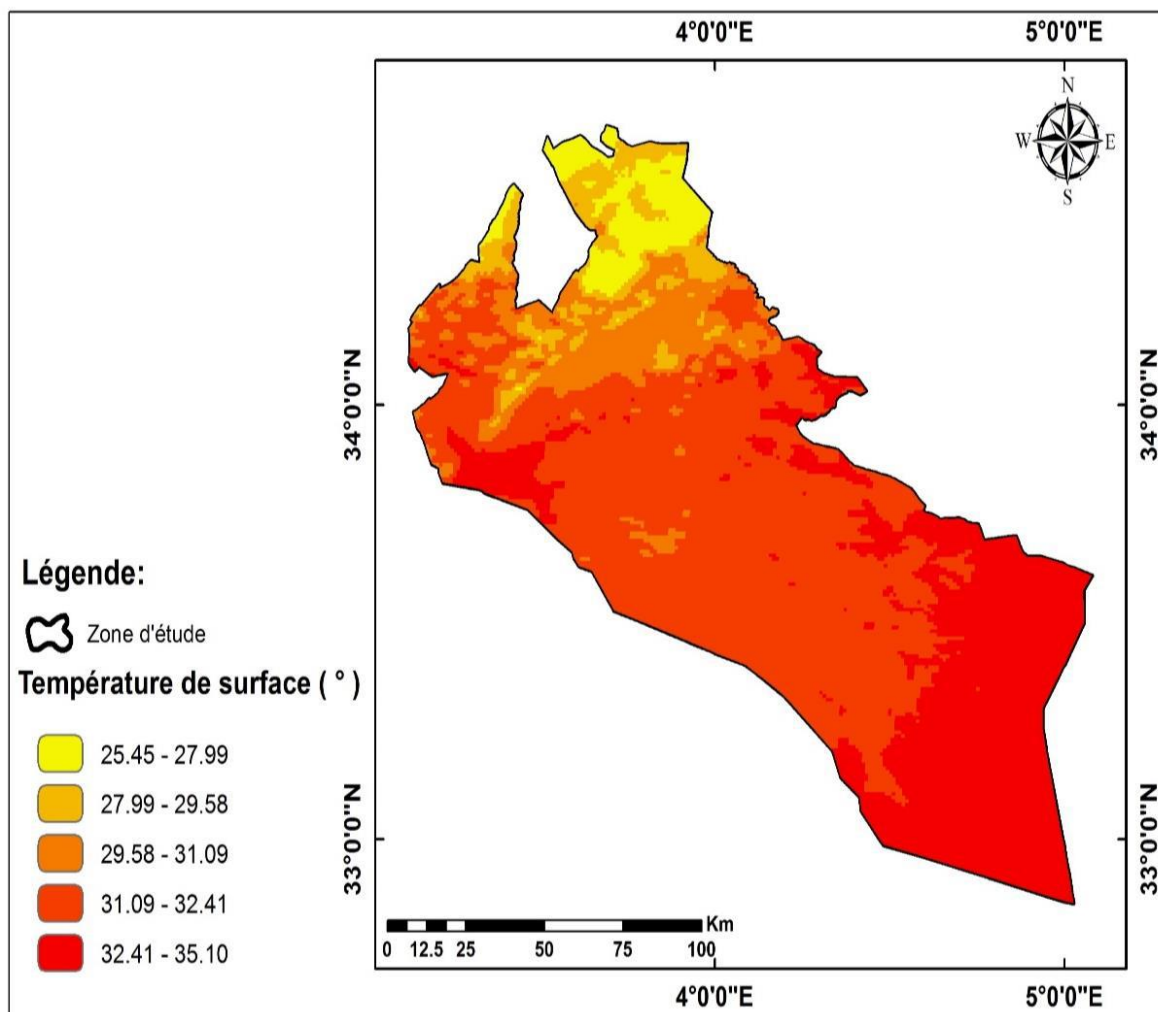 4°0'0"E 5°0'0"E
N
W E
S
34°0'0"N 34°0'0"N
Légende:
Zone d'étude
Température de surface ( ° )
25.45 - 27.99
27.99 - 29.58
29.58 - 31.09
31.09 - 32.41
32.41 - 35.10
33°0'0"N 33°0'0"N
Km
0 12.5 25 50 75 100
4°0'0"E 5°0'0"E